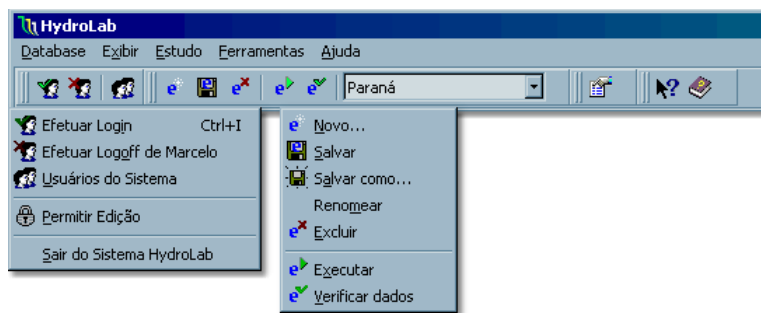 HydroLab
Database Exibir Estudo Ferramentas Ajuda
Paraná
Efetuar Login Ctrl+I
Efetuar Logoff de Marcelo
Usuários do Sistema
Permitir Edição
Sair do Sistema HydroLab
Novo...
Salvar
Salvar como...
Renomear
Excluir
Executar
Verificar dados